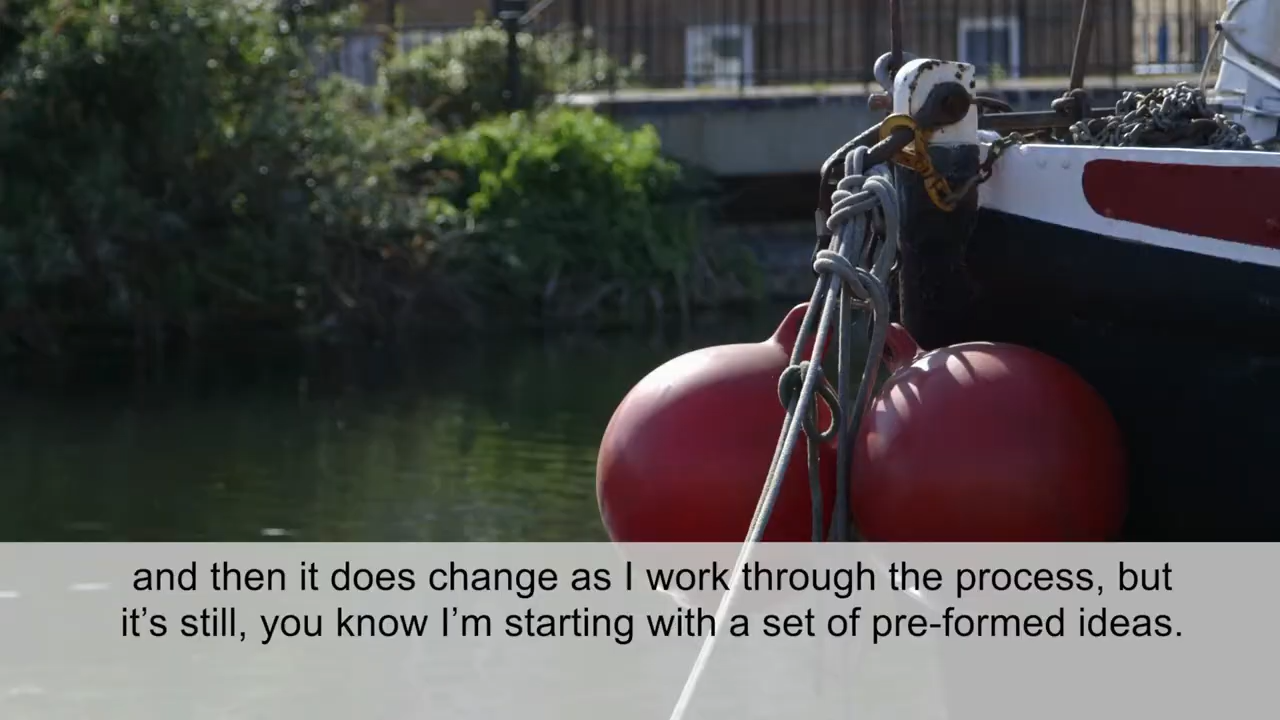 and then it does change as I work through the process, but
it’s still, you know I’m starting with a set of pre-formed ideas.